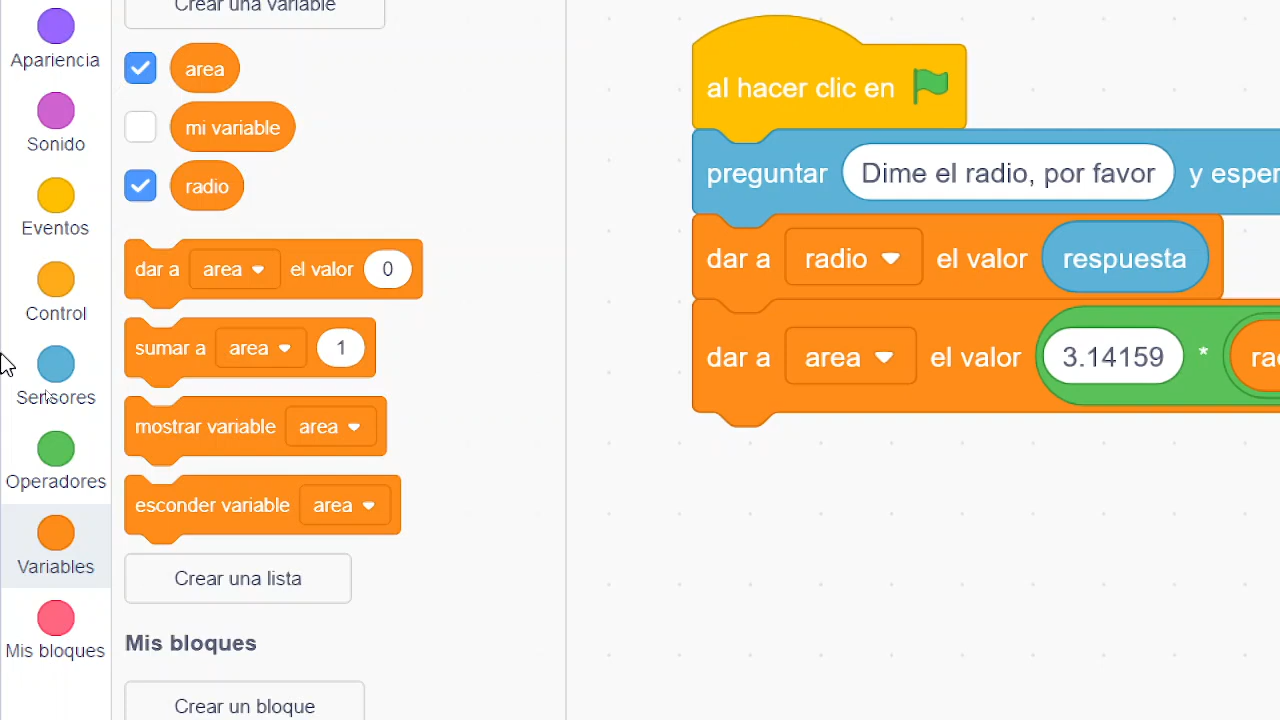 Crear una variable
Apariencia
area
Sonido
mi variable
radio
Eventos
dar a area el valor 0
Control
sumar a area 1
Sensores
mostrar variable area
Operadores
esconder variable area
Variables
Crear una lista
Mis bloques
Mis bloques
Crear un bloque
al hacer clic en
preguntar Dime el radio, por favor y esper
dar a radio el valor respuesta
dar a area el valor 3.14159 * ra